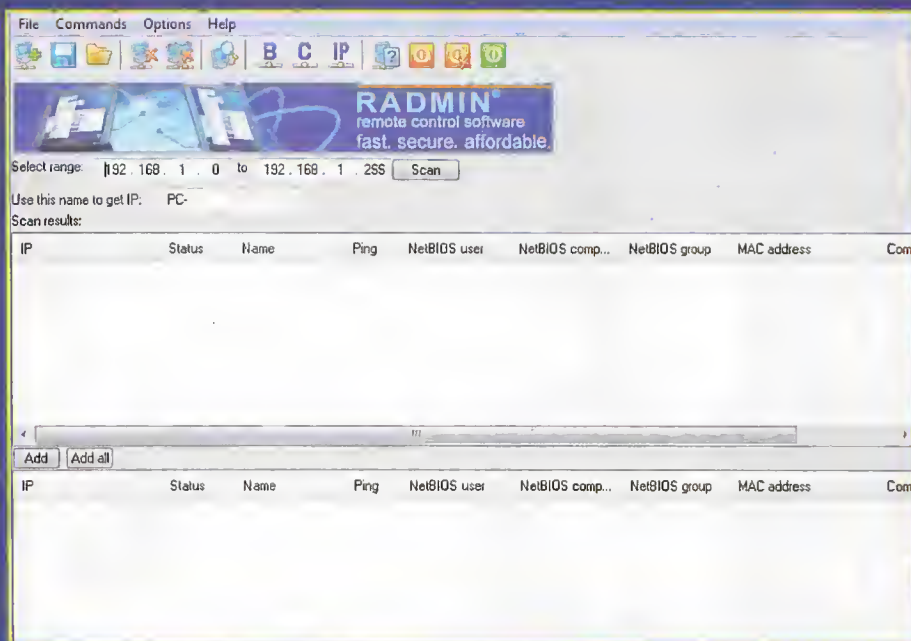 File Commands Options Help
B C IP
RADMIN®
remote control software
fast. secure. affordable.
Select range: 192 . 168 . 1 . 0 to 192 . 168 . 1 . 255 Scan
Use this name to get IP: PC-
Scan results:
IP Status Name Ping NetBIOS user NetBIOS comp... NetBIOS group MAC address Com
Add Add all
IP Status Name Ping NetBIOS user NetBIOS comp... NetBIOS group MAC address Com